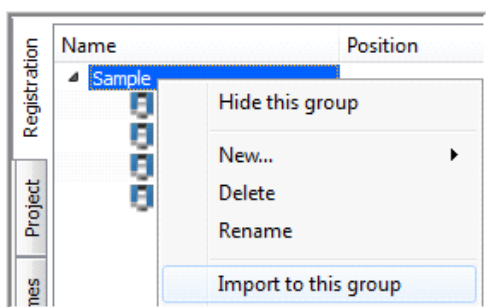 Registration
Name
Position
Sample
Hide this group
New...
Delete
Rename
Import to this group
Project